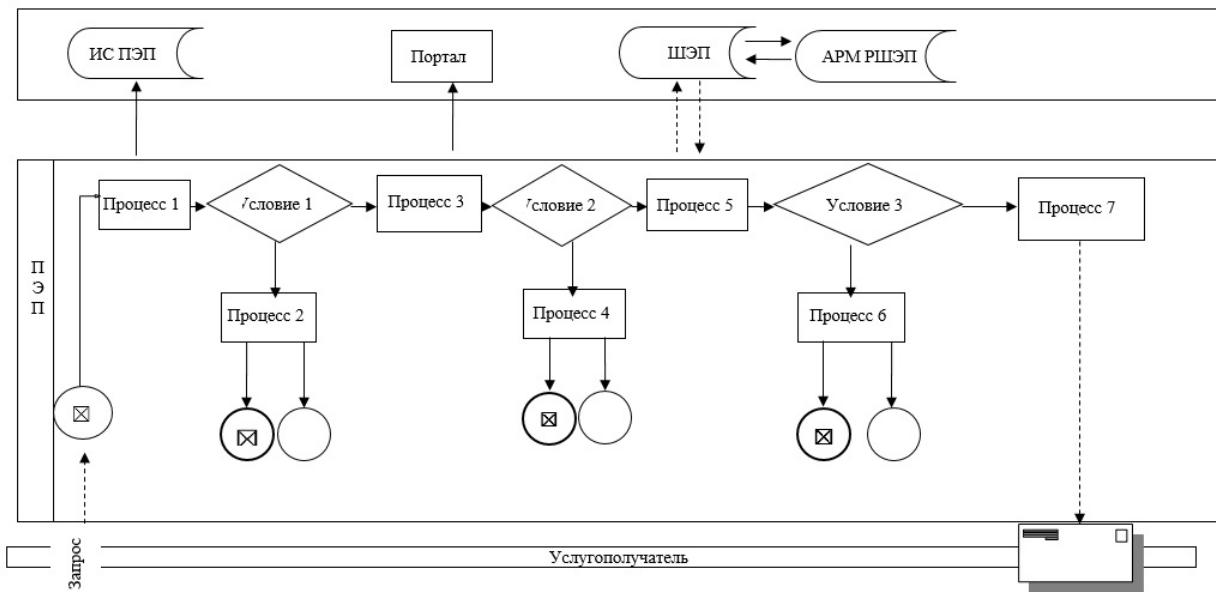 ИС ПЭП
Портал
ШЭП
АРМ РШЭП
Процесс 1
Условие 1
Процесс 3
Условие 2
Процесс 5
Условие 3
Процесс 7
ПЭП
Процесс 2
Процесс 4
Процесс 6
Запрос
Услугополучатель